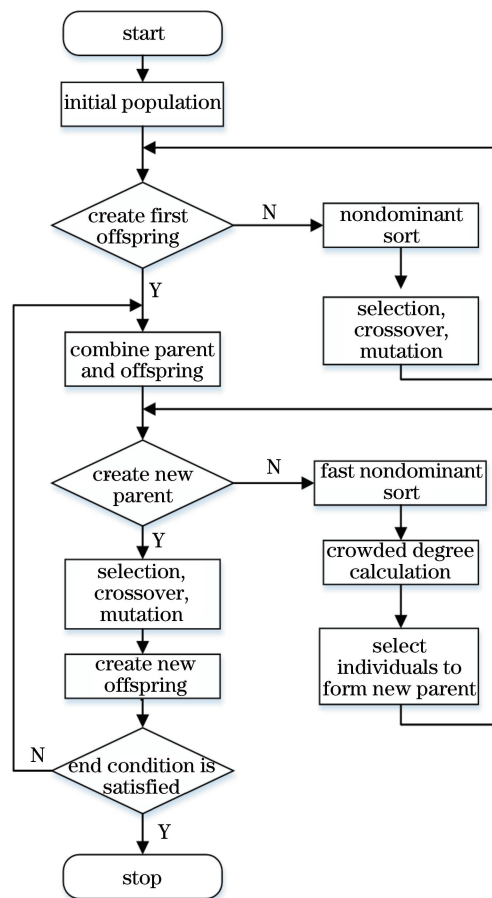 start
initial population
create first
offspring
N
nondominant
sort
Y
selection,
crossover,
mutation
combine parent
and offspring
create new
parent
N
fast nondominant
sort
Y
crowded degree
calculation
selection,
crossover,
mutation
select
individuals to
form new parent
create new
offspring
N
end condition is
satisfied
Y
stop